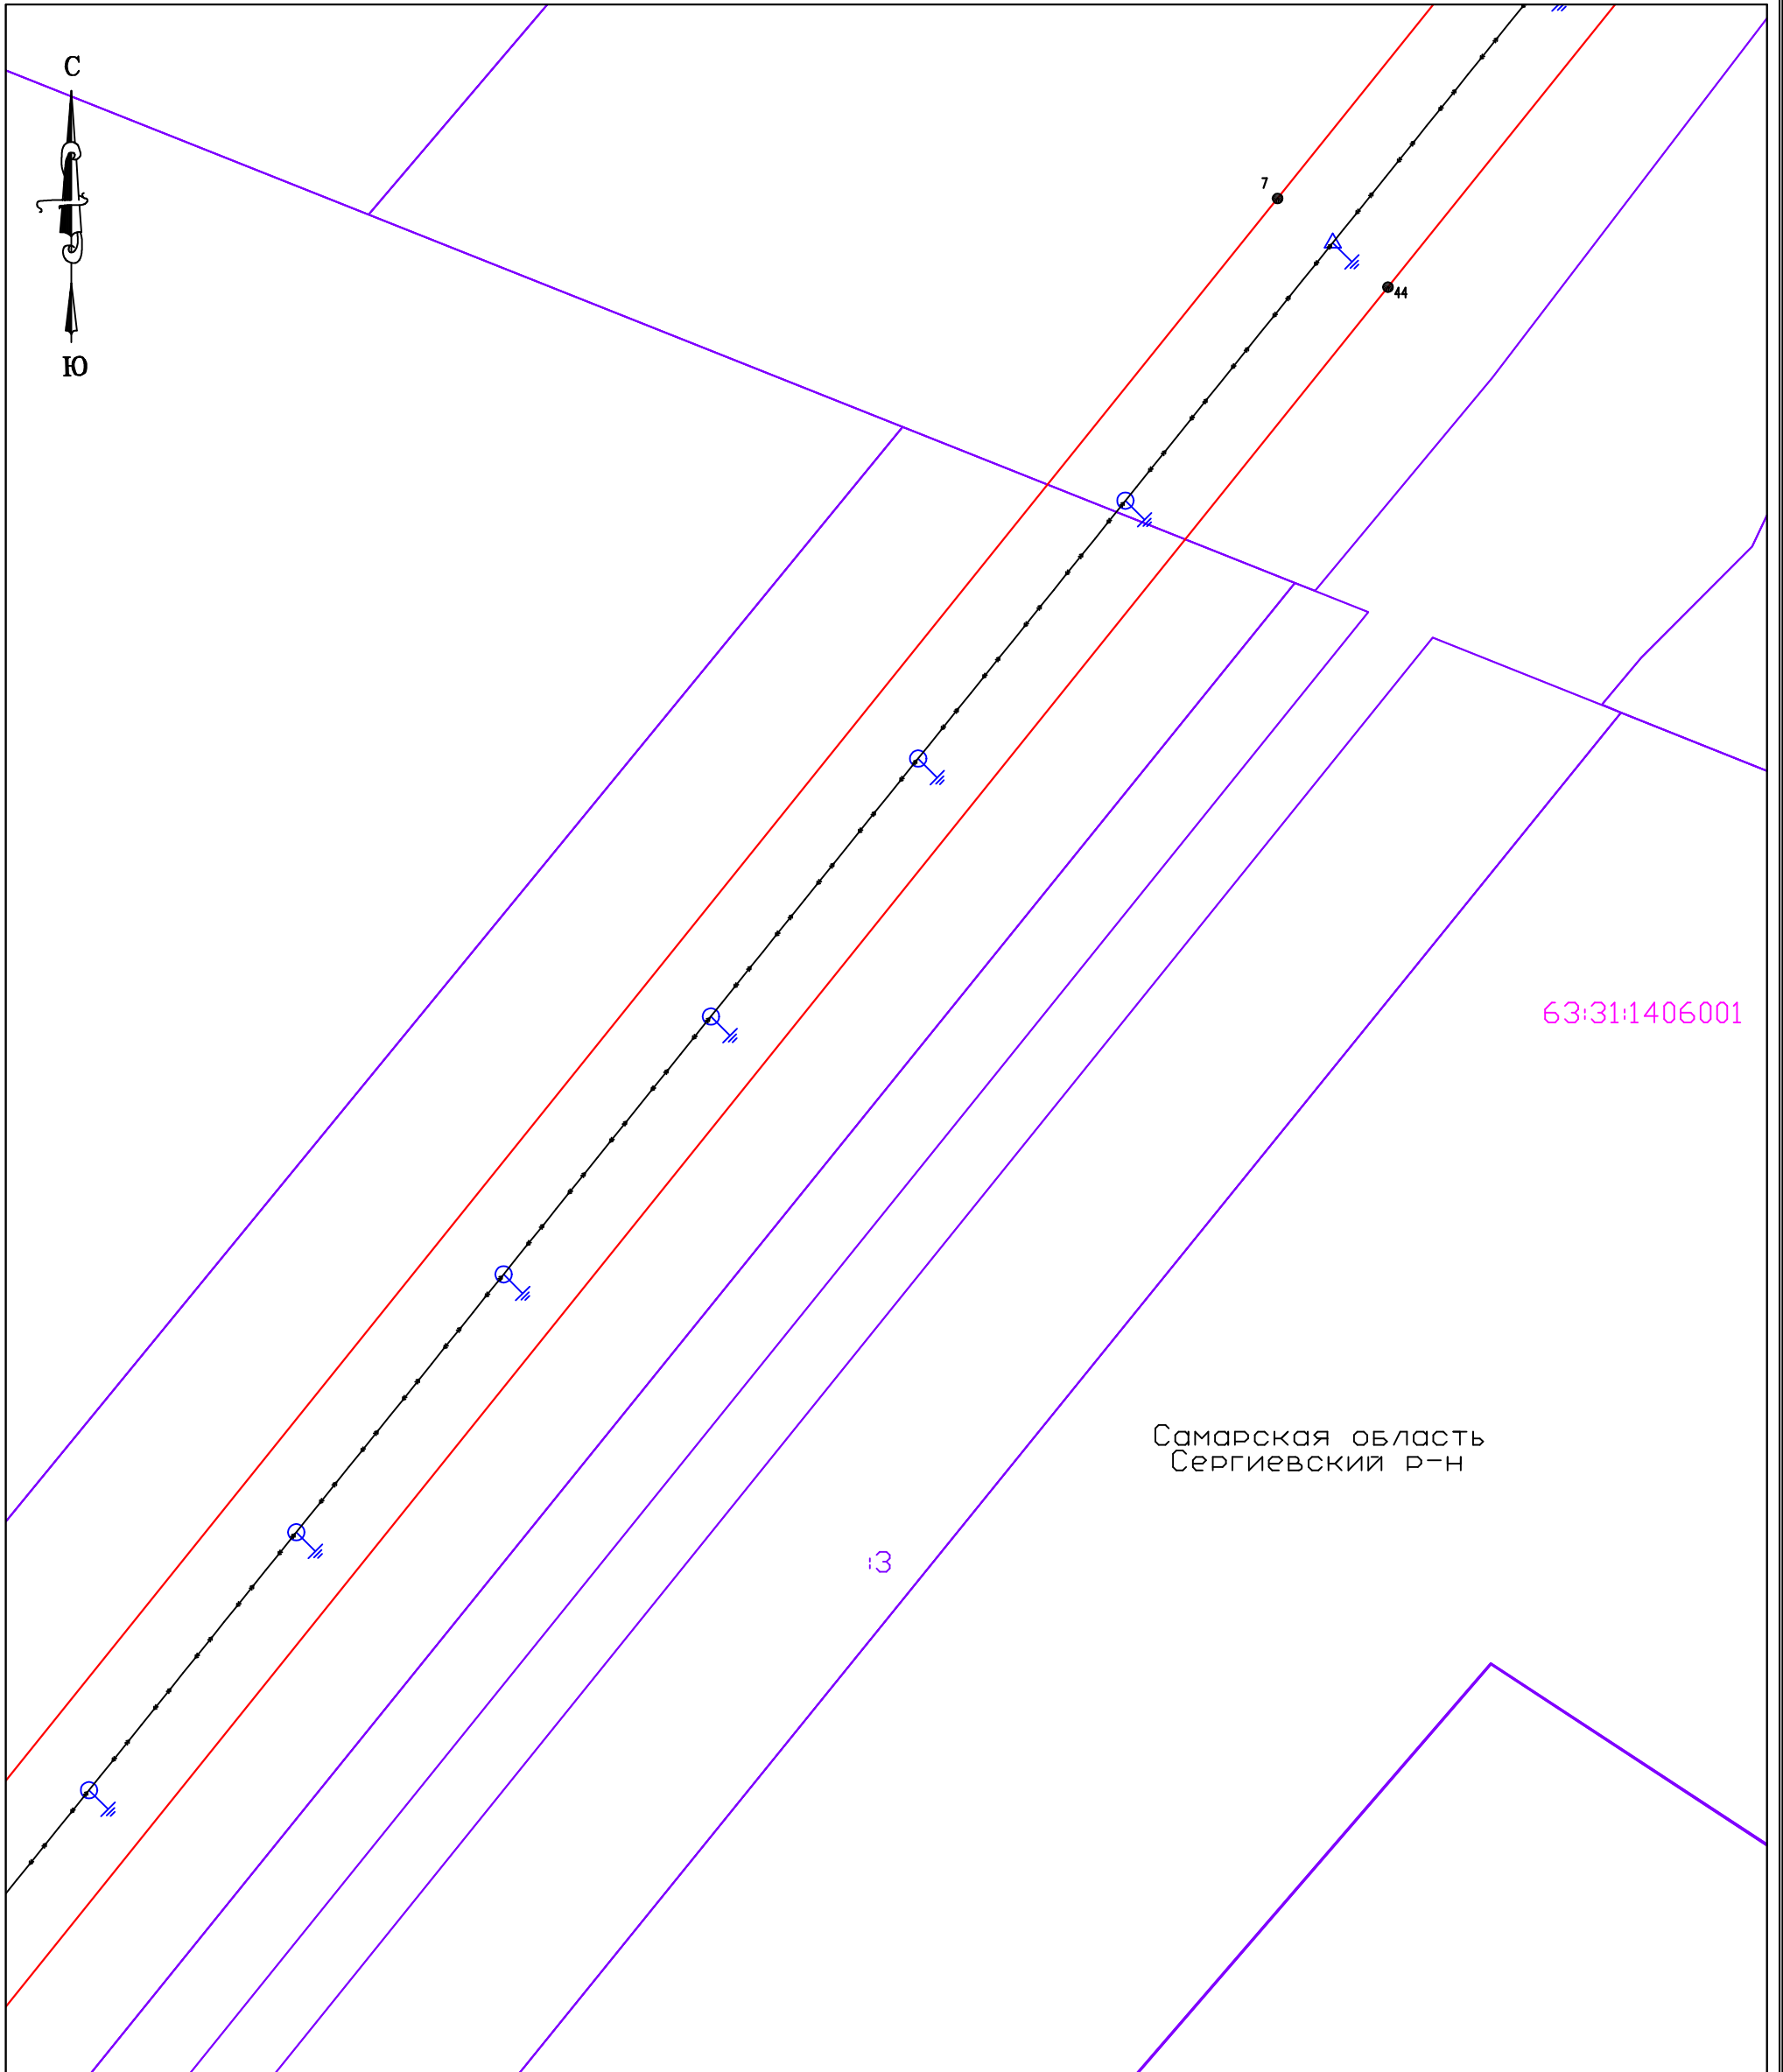 С
Ю
7
44
63:31:1406001
Самарская область
Сергиевский р-н
:3